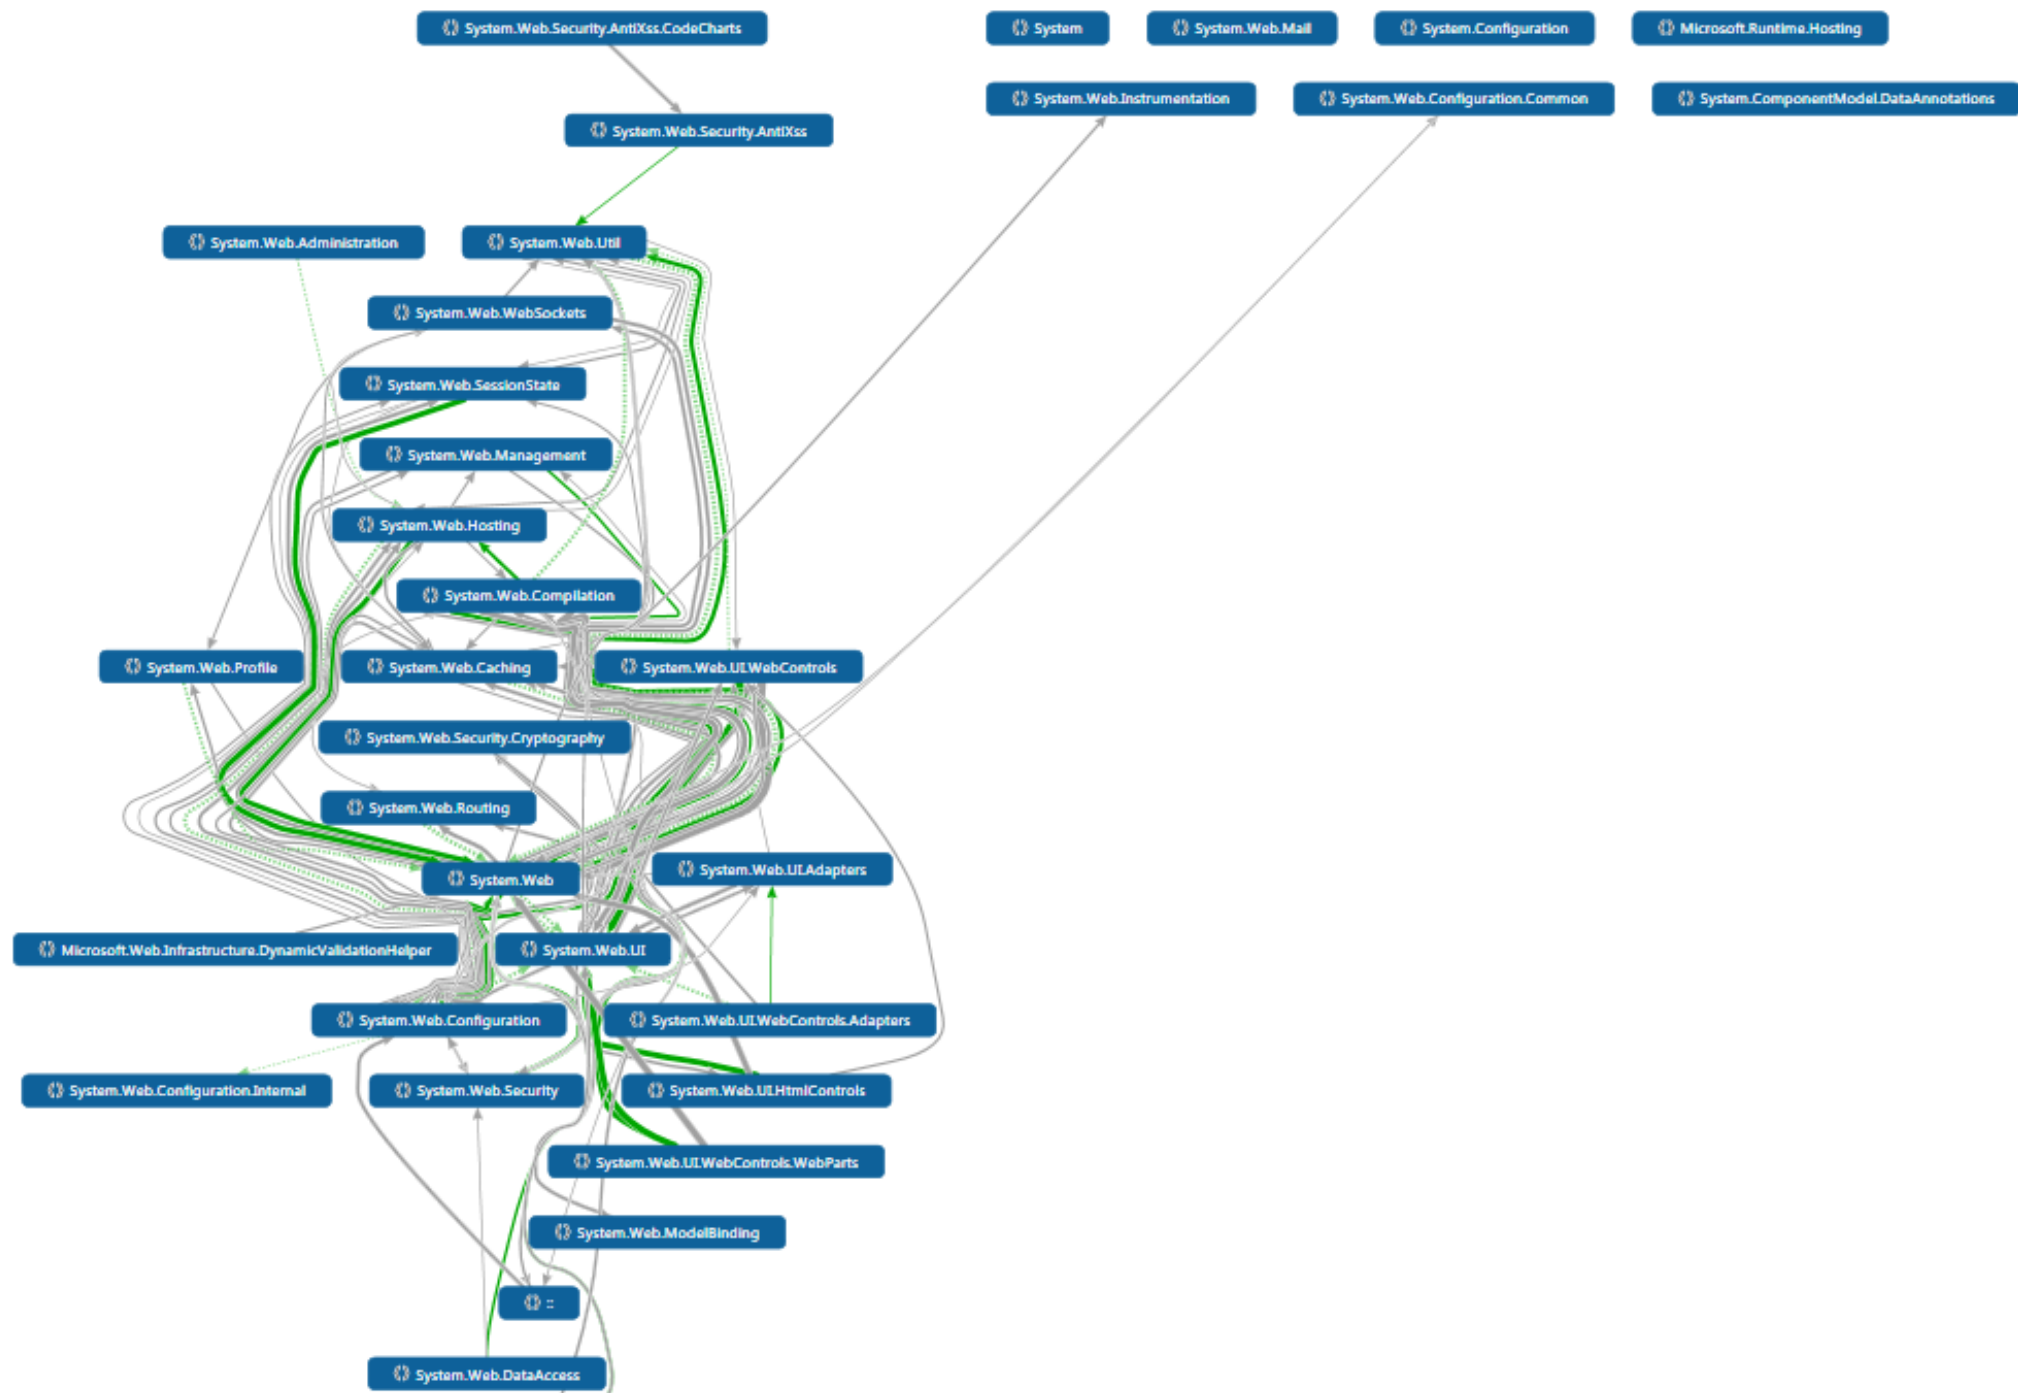 System.Web.Security.AntiXss.CodeCharts
System
System.Web.Mail
System.Configuration
Microsoft.Runtime.Hosting
System.Web.Instrumentation
System.Web.Configuration.Common
System.ComponentModel.DataAnnotations
System.Web.Security.AntiXss
System.Web.Administration
System.Web.Util
System.Web.WebSockets
System.Web.SessionState
System.Web.Management
System.Web.Hosting
System.Web.Compilation
System.Web.Profile
System.Web.Caching
System.Web.UI.WebControls
System.Web.Security.Cryptography
System.Web.Routing
System.Web
System.Web.UI.Adapters
Microsoft.Web.Infrastructure.DynamicValidationHelper
System.Web.UI
System.Web.Configuration
System.Web.UI.WebControls.Adapters
System.Web.Configuration.Internal
System.Web.Security
System.Web.UI.HtmlControls
System.Web.UI.WebControls.WebParts
System.Web.ModelBinding
::
System.Web.DataAccess